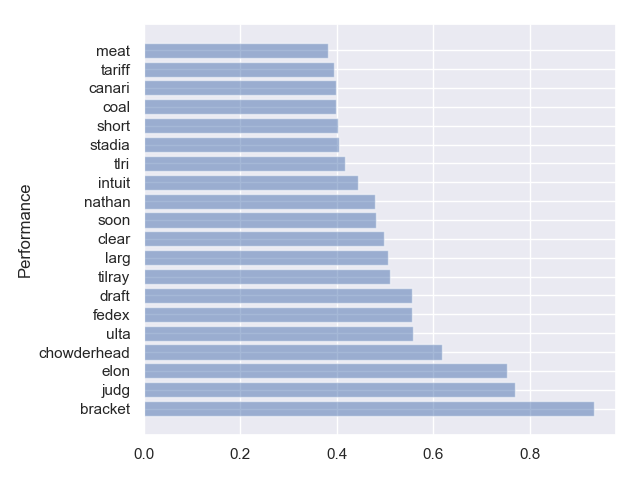 meat
tariff
canari
coal
short
stadia
tlri
intuit
nathan
soon
clear
larg
tilray
draft
fedex
ulta
chowderhead
elon
judg
bracket
Performance
0.0 0.2 0.4 0.6 0.8